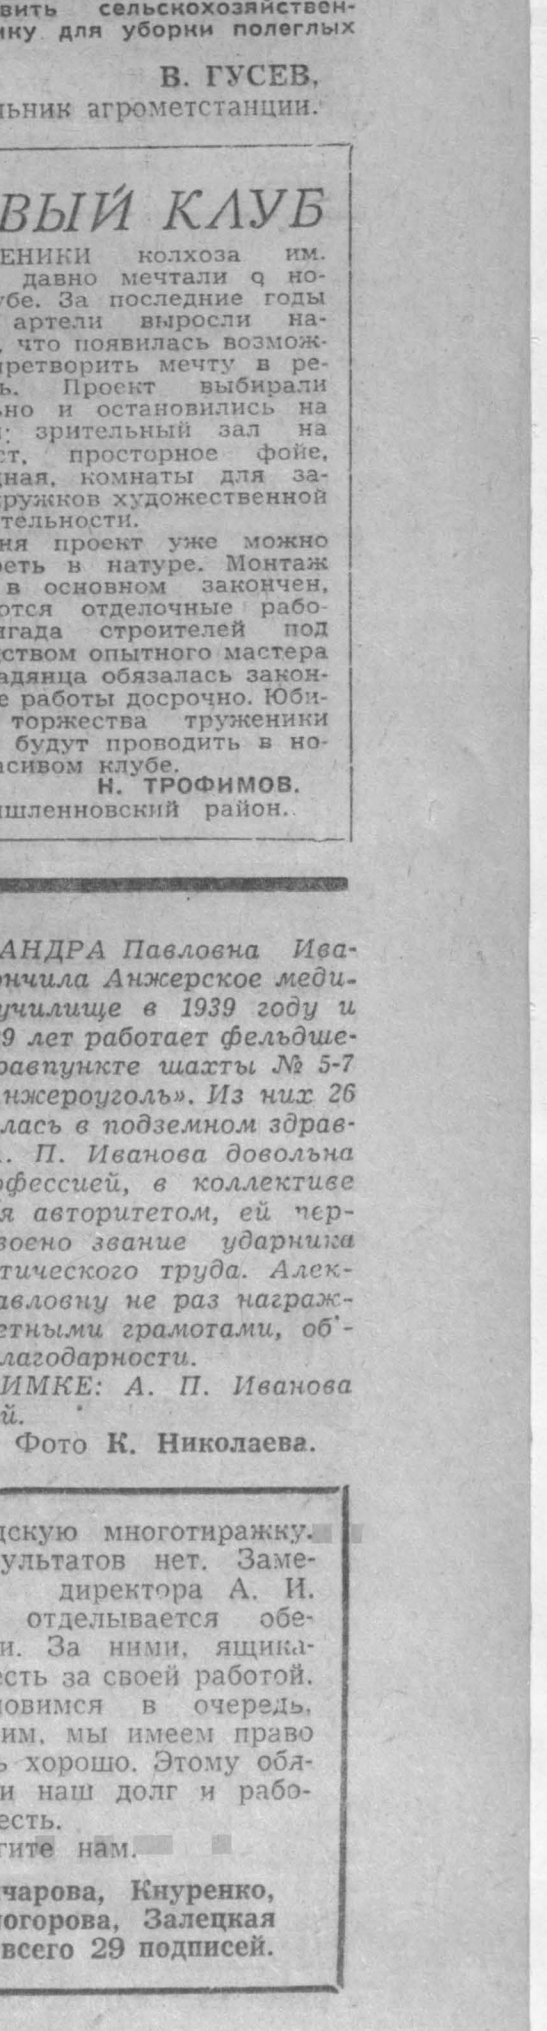 вить сельскохозяйствен-
ику для уборки полеглых
В. ГУСЕВ,
льник агрометстанции.
ВЫЙ КЛУБ
ЕНИКИ колхоза им.
давно мечтали q но-
убе. За последние годы
артели выросли на-
, что появилась возмож-
претворить мечту в ре-
ь. Проект выбирали
ьно и остановились на
: зрительный зал на
ст, просторное фойе,
дная, комнаты для за-
ружков художественной
тельности.
ня проект уже можно
реть в натуре. Монтаж
в основном закончен,
ются отделочные рабо-
игада строителей под
ством опытного мастера
адянца обязалась закон-
е работы досрочно. Юби-
торжества труженики
будут проводить в но-
асивом клубе.
Н. ТРОФИМОВ.
ышленновский район.
АНДРА Павловна Ива-
ончила Анжерское меди-
училище в 1939 году и
9 лет работает фельдше-
равпункте шахты № 5-7
нжероуголь». Из них 26
лась в подземном здрав-
. П. Иванова довольна
офессией, в коллективе
я авторитетом, ей пер-
воено звание ударника
тического труда. Алек-
авловну не раз награж-
етными грамотами, об'-
лагодарности.
ИМКЕ: А. П. Иванова
й.
Фото К. Николаева.
дскую многотиражку.
ультатов нет. Заме-
директора А. И.
отделывается обе-
и. За ними, ящика-
есть за своей работой.
новимся в очередь,
им, мы имеем право
ь хорошо. Этому обя-
и наш долг и рабо-
есть.
гите нам.
чарова, Кнуренко,
огорова, Залецкая
всего 29 подписей.